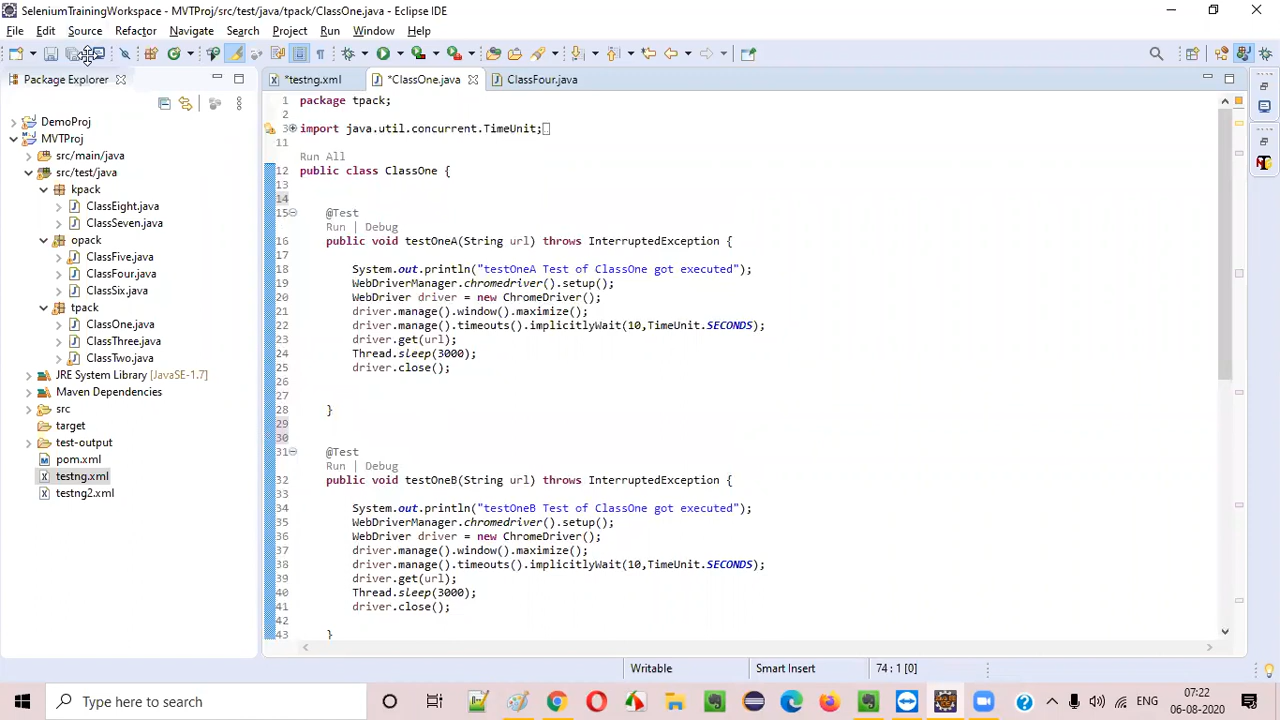 SeleniumTrainingWorkspace - MVTProj/src/test/java/tpack/ClassOne.java - Eclipse IDE
File Edit Source Refactor Navigate Search Project Run Window Help
Package Explorer
*testng.xml
*ClassOne.java
ClassFour.java
DemoProj
MVTProj
src/main/java
src/test/java
kpack
ClassEight.java
ClassSeven.java
opack
ClassFive.java
ClassFour.java
ClassSix.java
tpack
ClassOne.java
ClassThree.java
ClassTwo.java
JRE System Library [JavaSE-1.7]
Maven Dependencies
src
target
test-output
pom.xml
testng.xml
testng2.xml
1 package tpack;
2
3 import java.util.concurrent.TimeUnit;
11
Run All
12 public class ClassOne {
13
14
15 @Test
Run | Debug
16 public void testOneA(String url) throws InterruptedException {
17
18 System.out.println("testOneA Test of ClassOne got executed");
19 WebDriverManager.chromedriver().setup();
20 WebDriver driver = new ChromeDriver();
21 driver.manage().window().maximize();
22 driver.manage().timeouts().implicitlyWait(10,TimeUnit.SECONDS);
23 driver.get(url);
24 Thread.sleep(3000);
25 driver.close();
26
27
28 }
29
30
31 @Test
Run | Debug
32 public void testOneB(String url) throws InterruptedException {
33
34 System.out.println("testOneB Test of ClassOne got executed");
35 WebDriverManager.chromedriver().setup();
36 WebDriver driver = new ChromeDriver();
37 driver.manage().window().maximize();
38 driver.manage().timeouts().implicitlyWait(10,TimeUnit.SECONDS);
39 driver.get(url);
40 Thread.sleep(3000);
41 driver.close();
42
43 }
Writable
Smart Insert
74 : 1 [0]
Type here to search
ENG
07:22
06-08-2020